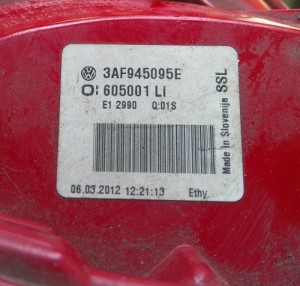 3AF945095E
605001 LI
E1 2990 Q:01S
06.03.2012 12:21:13 Ethy
Made in Slovenija SSL